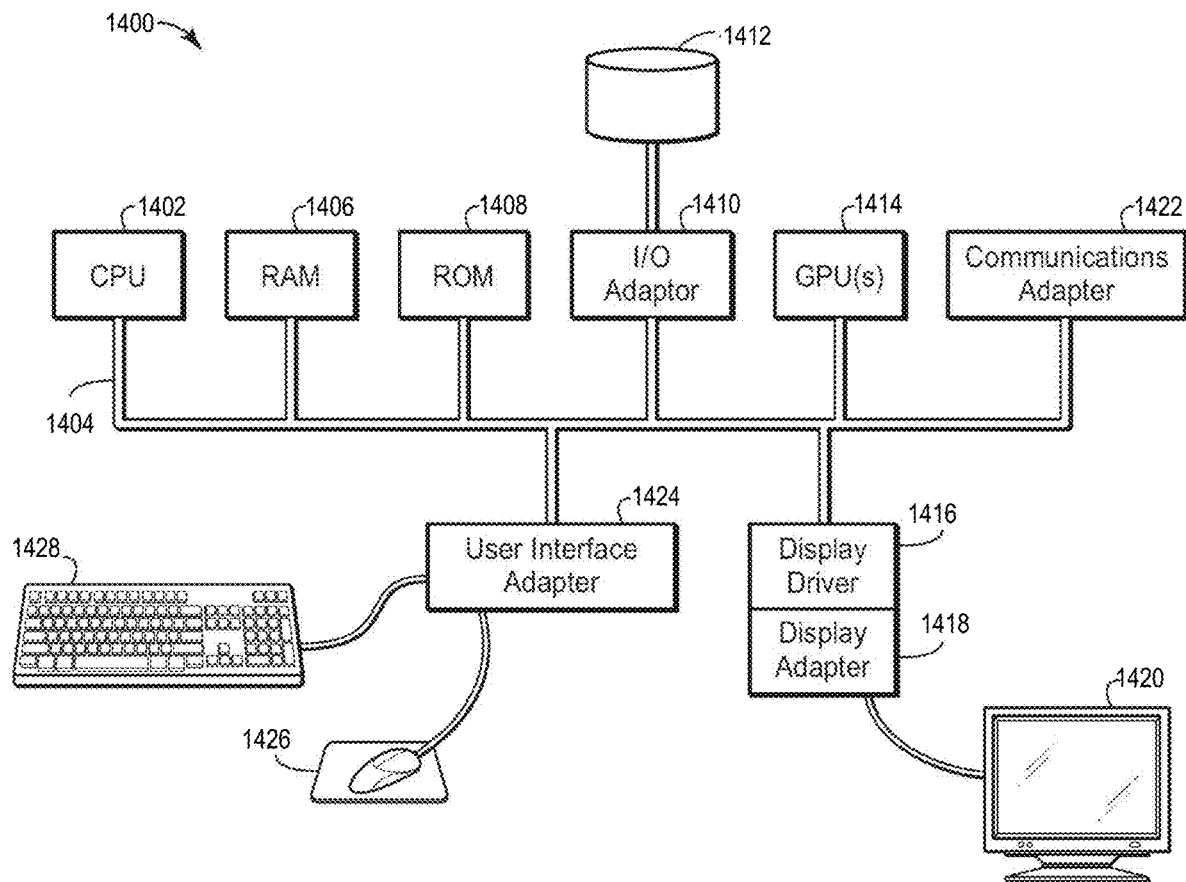 1400
1412
1402
1406
1408
1410
1414
1422
CPU
RAM
ROM
I/O
Adaptor
GPU(s)
Communications
Adapter
1404
1424
1416
1428
User Interface
Adapter
Display
Driver
Display
Adapter
1418
1420
1426